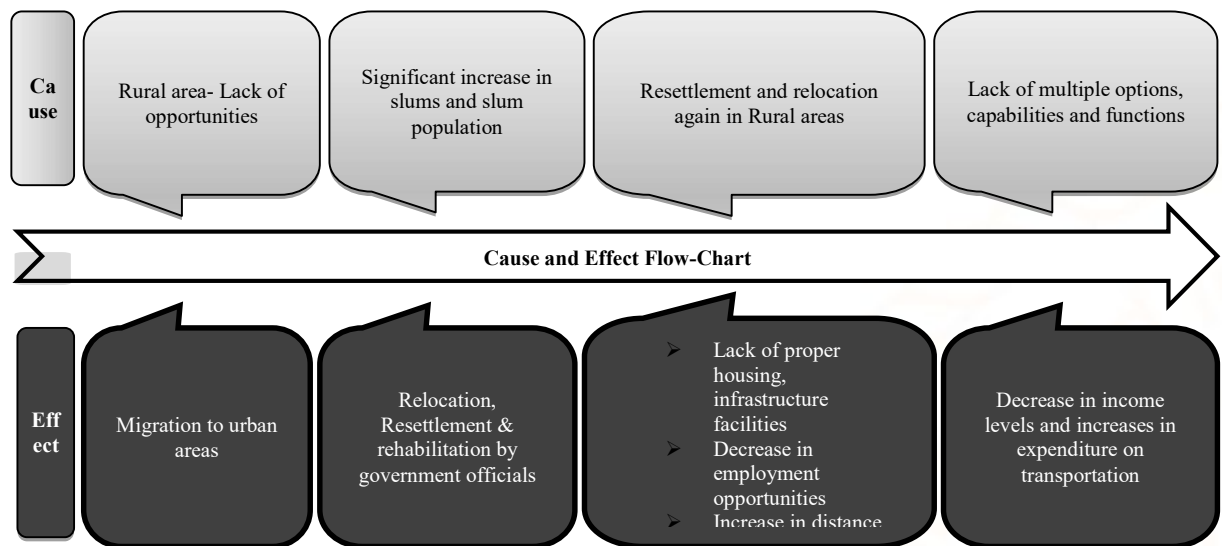 Ca
use
Rural area- Lack of
opportunities
Significant increase in
slums and slum
population
Resettlement and relocation
again in Rural areas
Lack of multiple options,
capabilities and functions
Cause and Effect Flow-Chart
Eff
ect
Migration to urban
areas
Relocation,
Resettlement &
rehabilitation by
government officials
➢ Lack of proper
housing,
infrastructure
facilities
➢ Decrease in
employment
opportunities
➢ Increase in distance
Decrease in income
levels and increases in
expenditure on
transportation